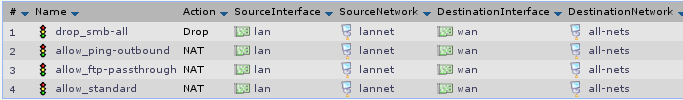 # Name Action SourceInterface SourceNetwork DestinationInterface DestinationNetwork
1 drop_smb-all Drop lan lannet wan all-nets
2 allow_ping-outbound NAT lan lannet wan all-nets
3 allow_ftp-passthrough NAT lan lannet wan all-nets
4 allow_standard NAT lan lannet wan all-nets